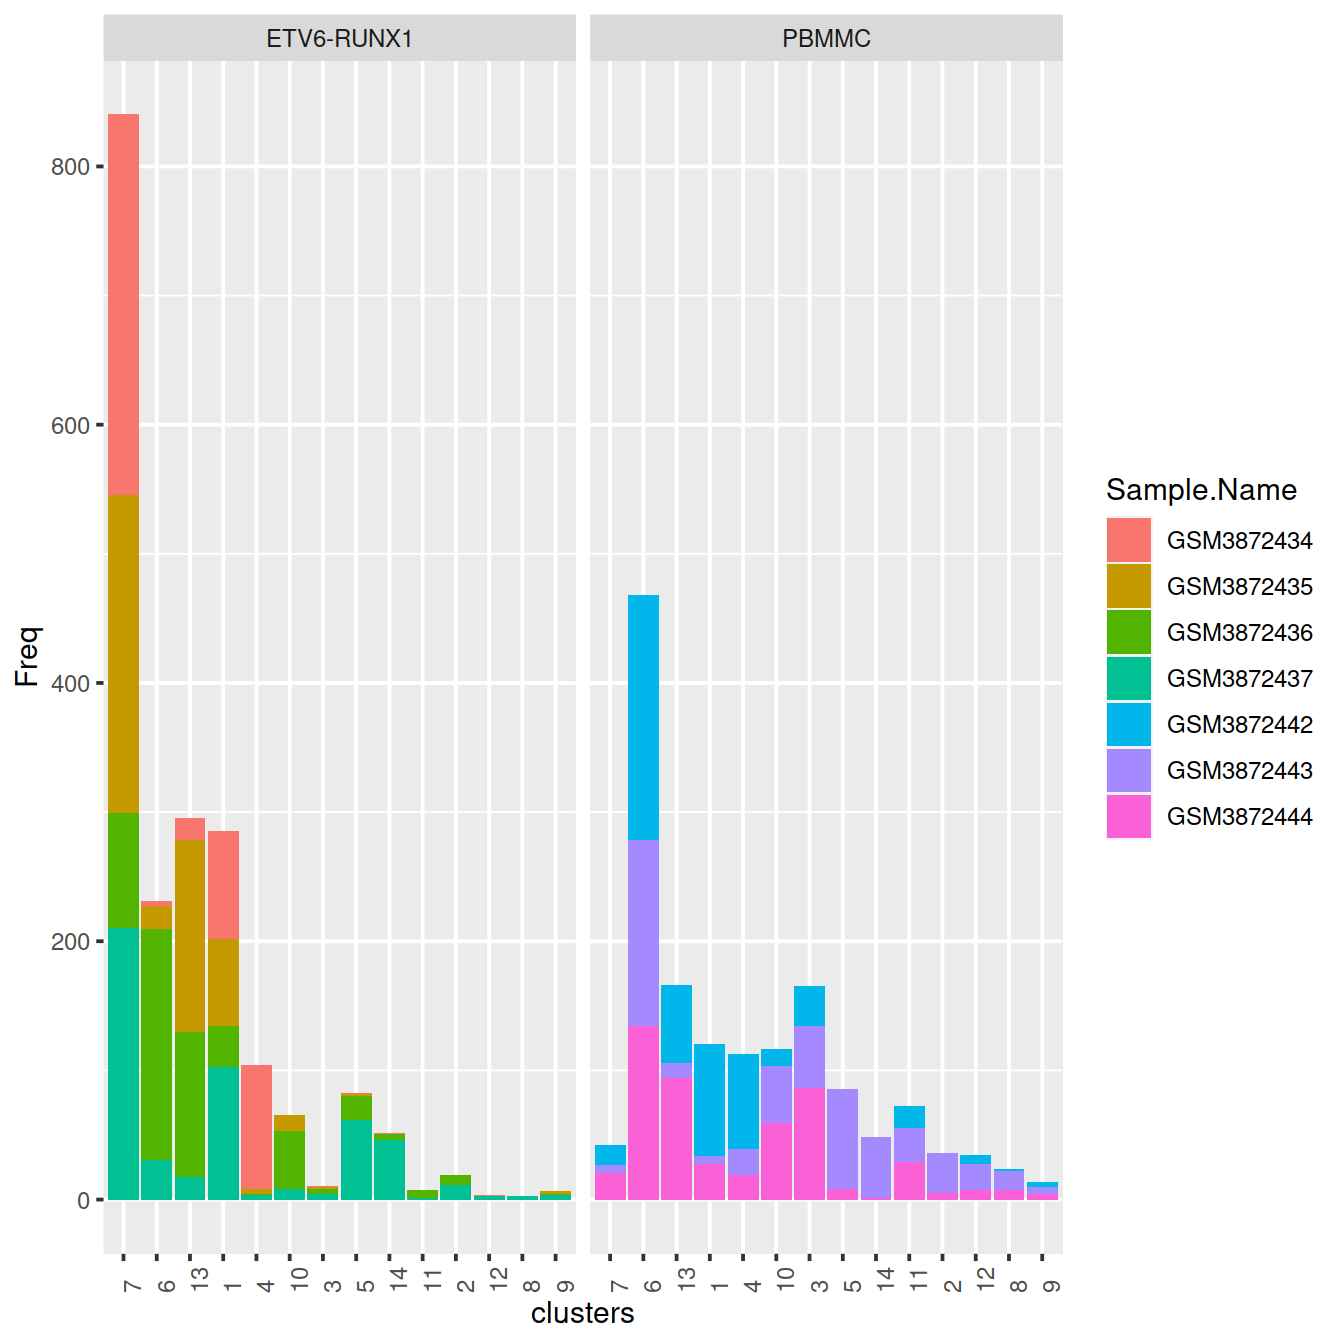 ETV6-RUNX1 PBMMC
800
600
400
200
0
Freq
7 6 13 1 4 10 3 5 14 11 2 12 8 9
7 6 13 1 4 10 3 5 14 11 2 12 8 9
clusters
Sample.Name
GSM3872434
GSM3872435
GSM3872436
GSM3872437
GSM3872442
GSM3872443
GSM3872444